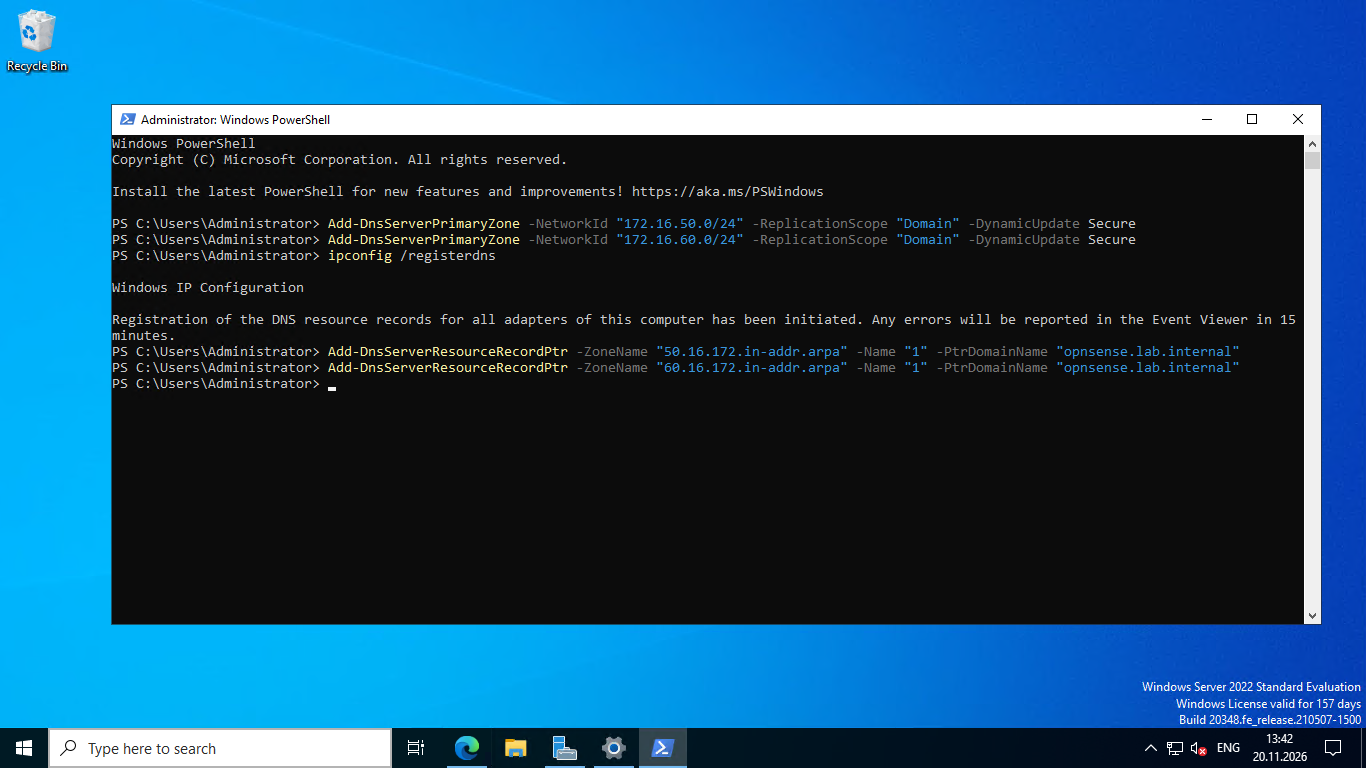 Recycle Bin
Administrator: Windows PowerShell
Windows PowerShell
Copyright (C) Microsoft Corporation. All rights reserved.
Install the latest PowerShell for new features and improvements! https://aka.ms/PSWindows
PS C:\Users\Administrator> Add-DnsServerPrimaryZone -NetworkId "172.16.50.0/24" -ReplicationScope "Domain" -DynamicUpdate Secure
PS C:\Users\Administrator> Add-DnsServerPrimaryZone -NetworkId "172.16.60.0/24" -ReplicationScope "Domain" -DynamicUpdate Secure
PS C:\Users\Administrator> ipconfig /registerdns
Windows IP Configuration
Registration of the DNS resource records for all adapters of this computer has been initiated. Any errors will be reported in the Event Viewer in 15
minutes.
PS C:\Users\Administrator> Add-DnsServerResourceRecordPtr -ZoneName "50.16.172.in-addr.arpa" -Name "1" -PtrDomainName "opnsense.lab.internal"
PS C:\Users\Administrator> Add-DnsServerResourceRecordPtr -ZoneName "60.16.172.in-addr.arpa" -Name "1" -PtrDomainName "opnsense.lab.internal"
PS C:\Users\Administrator>
Windows Server 2022 Standard Evaluation
Windows License valid for 157 days
Build 20348.fe_release.210507-1500
Type here to search
ENG
13:42
20.11.2026